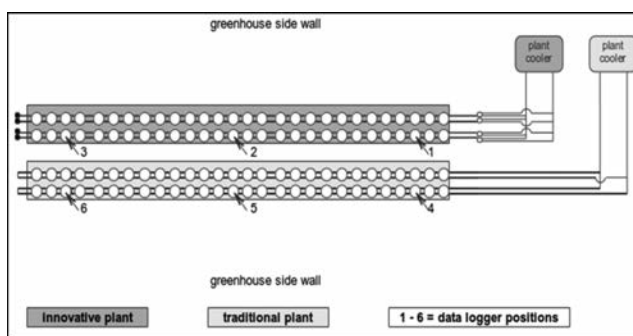 greenhouse side wall
plant
cooler
plant
cooler
3
2
1
6
5
4
greenhouse side wall
innovative plant
traditional plant
1 - 6 = data logger positions